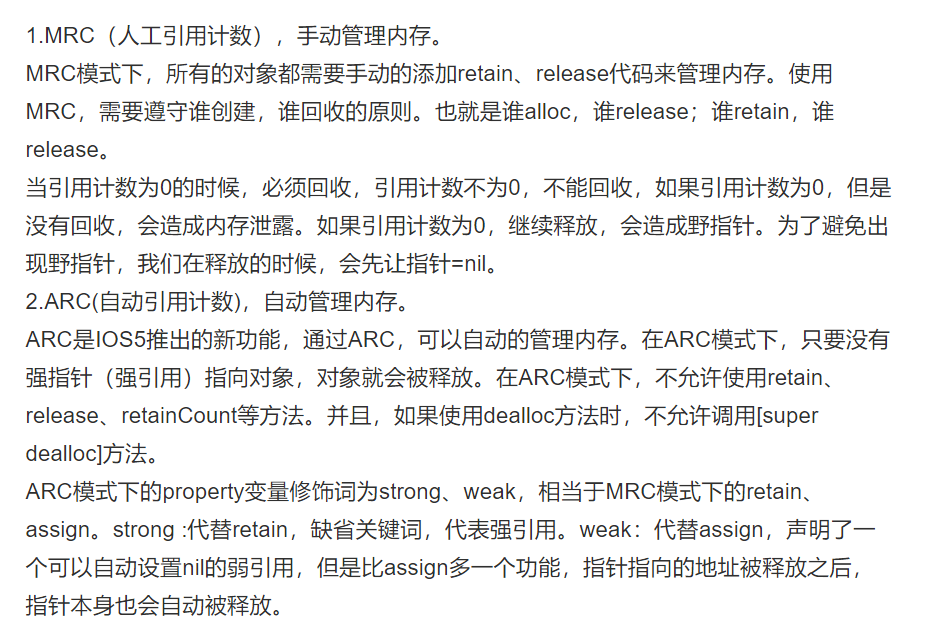 1.MRC（人工引用计数），手动管理内存。
MRC模式下，所有的对象都需要手动的添加retain、release代码来管理内存。使用
MRC，需要遵守谁创建，谁回收的原则。也就是谁alloc，谁release；谁retain，谁
release。
当引用计数为0的时候，必须回收，引用计数不为0，不能回收，如果引用计数为0，但是
没有回收，会造成内存泄露。如果引用计数为0，继续释放，会造成野指针。为了避免出
现野指针，我们在释放的时候，会先让指针=nil。
2.ARC(自动引用计数)，自动管理内存。
ARC是IOS5推出的新功能，通过ARC，可以自动的管理内存。在ARC模式下，只要没有
强指针（强引用）指向对象，对象就会被释放。在ARC模式下，不允许使用retain、
release、retainCount等方法。并且，如果使用dealloc方法时，不允许调用[super
dealloc]方法。
ARC模式下的property变量修饰词为strong、weak，相当于MRC模式下的retain、
assign。strong :代替retain，缺省关键词，代表强引用。weak：代替assign，声明了一
个可以自动设置nil的弱引用，但是比assign多一个功能，指针指向的地址被释放之后，
指针本身也会自动被释放。